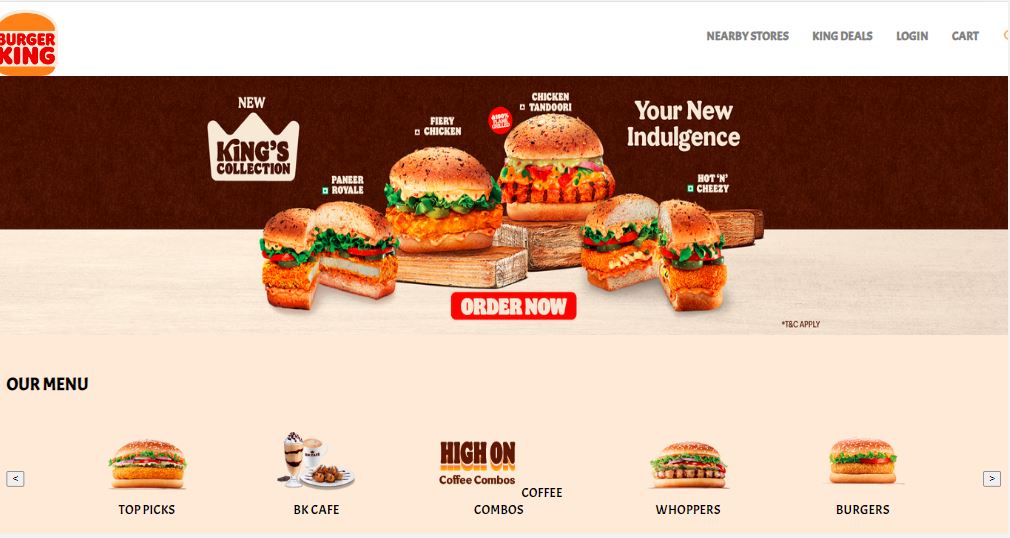 BURGER
KING
NEARBY STORES
KING DEALS
LOGIN
CART
NEW
KING'S
COLLECTION
PANEER
ROYALE
FIERY
CHICKEN
CHICKEN
TANDOORI
Your New
Indulgence
HOT 'N'
CHEEZY
ORDER NOW
*T&C APPLY
OUR MENU
<
HIGH ON
Coffee Combos
>
TOP PICKS
BK CAFE
COFFEE
COMBOS
WHOPPERS
BURGERS